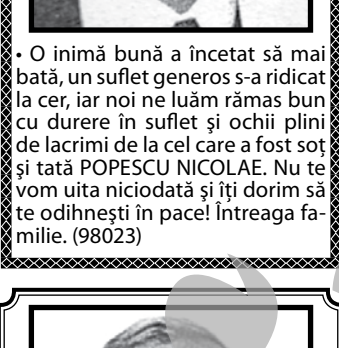 • O inimă bună a încetat să mai
bată, un suflet generos s-a ridicat
la cer, iar noi ne luăm rămas bun
cu durere în suflet şi ochii plini
de lacrimi de la cel care a fost soţ
şi tată POPESCU NICOLAE. Nu te
vom uita niciodată şi îţi dorim să
te odihneşti în pace! Întreaga fa-
milie. (98023)